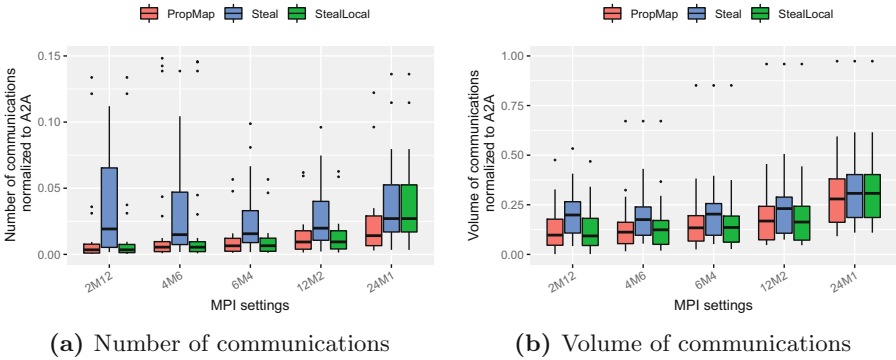 PropMap Steal StealLocal
Number of communications
normalized to A2A
0.15
0.10
0.05
0.00
2M12 4M6 6M4 12M2 24M1
MPI settings
(a) Number of communications
PropMap Steal StealLocal
Volume of communications
normalized to A2A
1.00
0.75
0.50
0.25
0.00
2M12 4M6 6M4 12M2 24M1
MPI settings
(b) Volume of communications